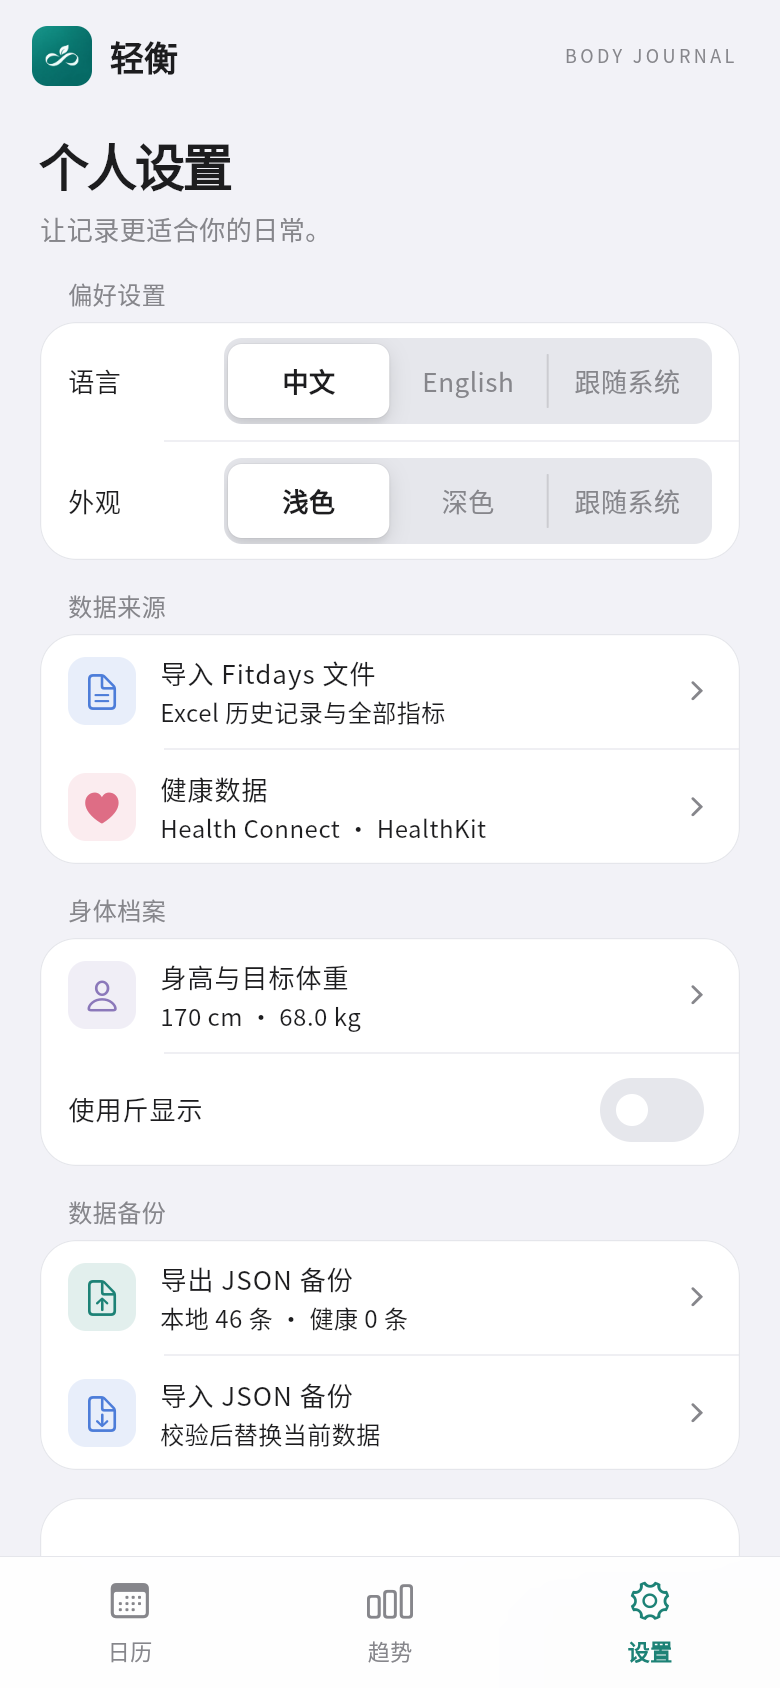 轻衡
BODY JOURNAL
个人设置
让记录更适合你的日常。
偏好设置
语言
中文
English
跟随系统
外观
浅色
深色
跟随系统
数据来源
导入 Fitdays 文件
Excel 历史记录与全部指标
健康数据
Health Connect · HealthKit
身体档案
身高与目标体重
170 cm · 68.0 kg
使用斤显示
数据备份
导出 JSON 备份
本地 46 条 · 健康 0 条
导入 JSON 备份
校验后替换当前数据
日历
趋势
设置